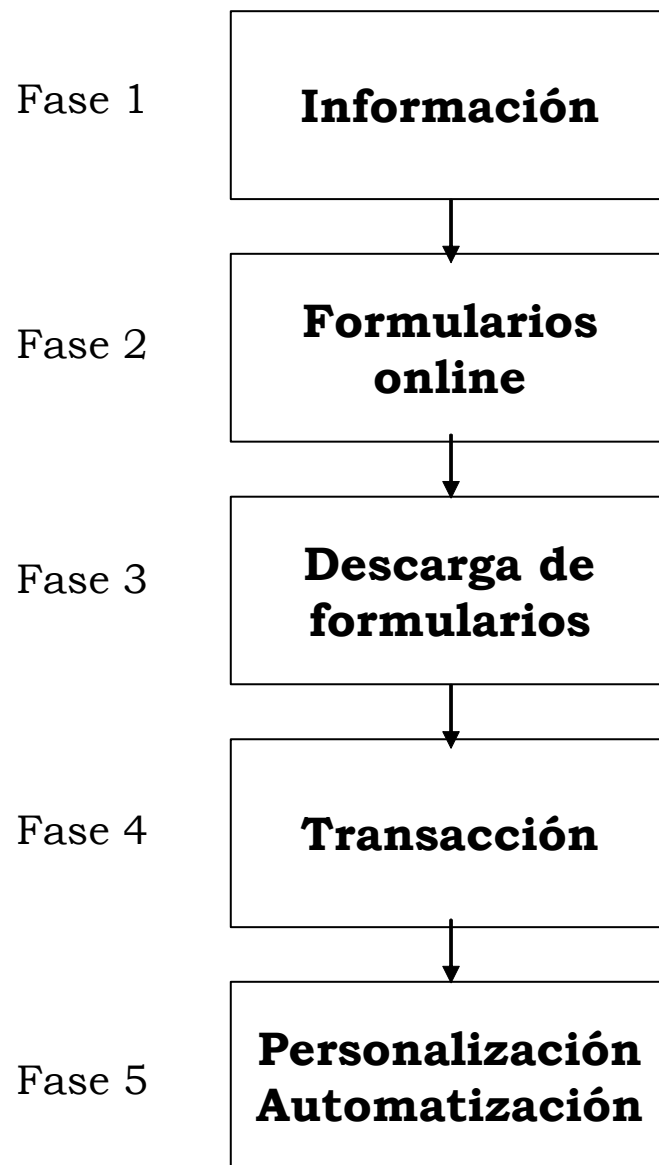 Fase 1
Información
Fase 2
Formularios
online
Fase 3
Descarga de
formularios
Fase 4
Transacción
Fase 5
Personalización
Automatización